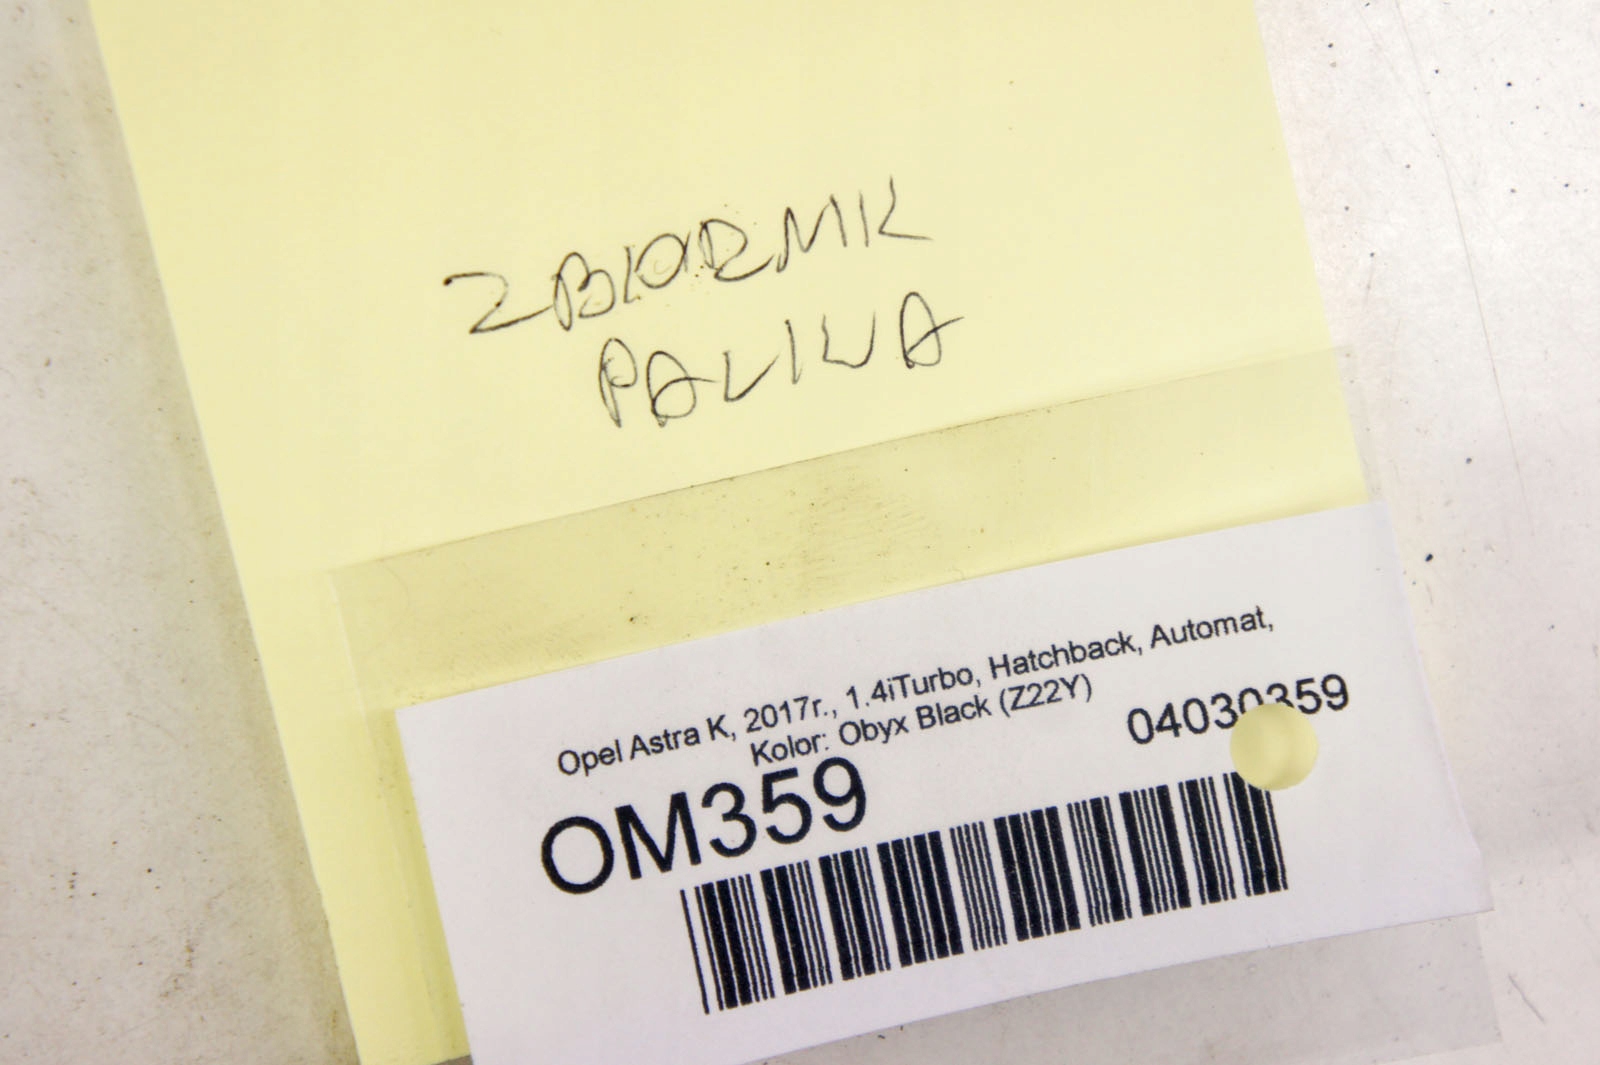 ZBIORNIK
PALIWA
Opel Astra K, 2017r., 1.4iTurbo, Hatchback, Automat,
Kolor: Obyx Black (Z22Y)
04030359
OM359